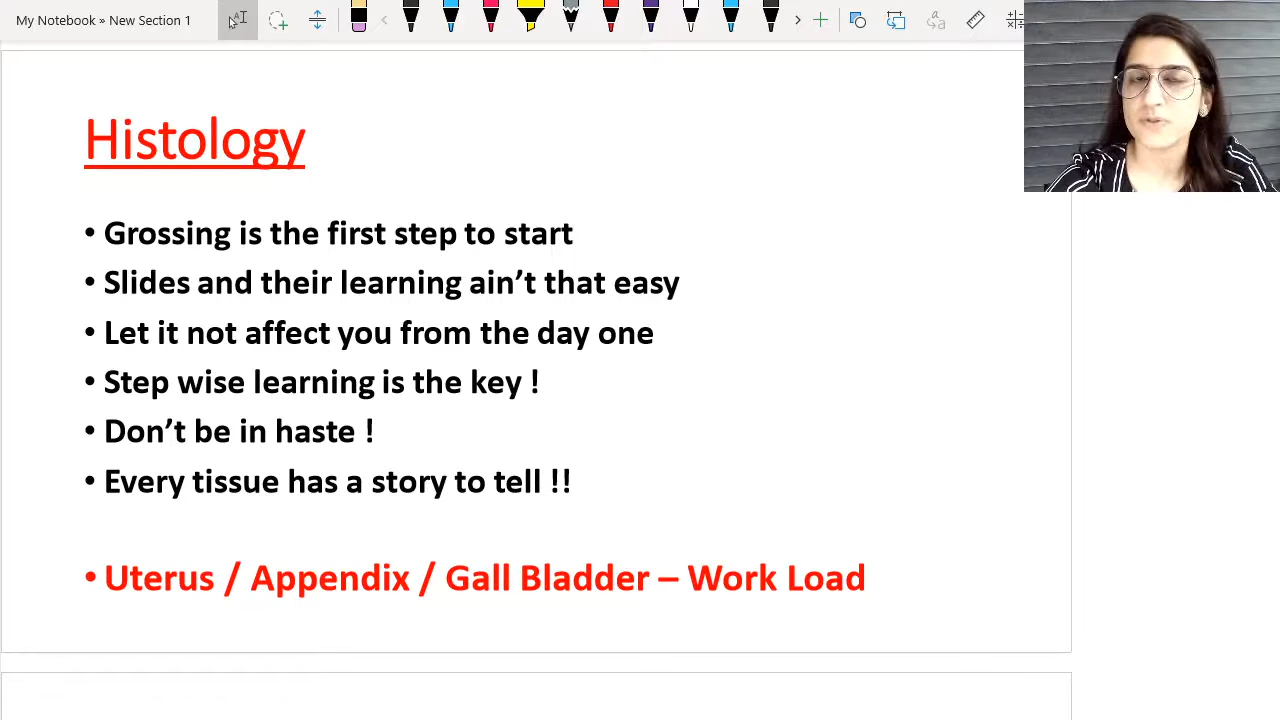 My Notebook » New Section 1
Histology
• Grossing is the first step to start
• Slides and their learning ain’t that easy
• Let it not affect you from the day one
• Step wise learning is the key !
• Don’t be in haste !
• Every tissue has a story to tell !!
• Uterus / Appendix / Gall Bladder – Work Load